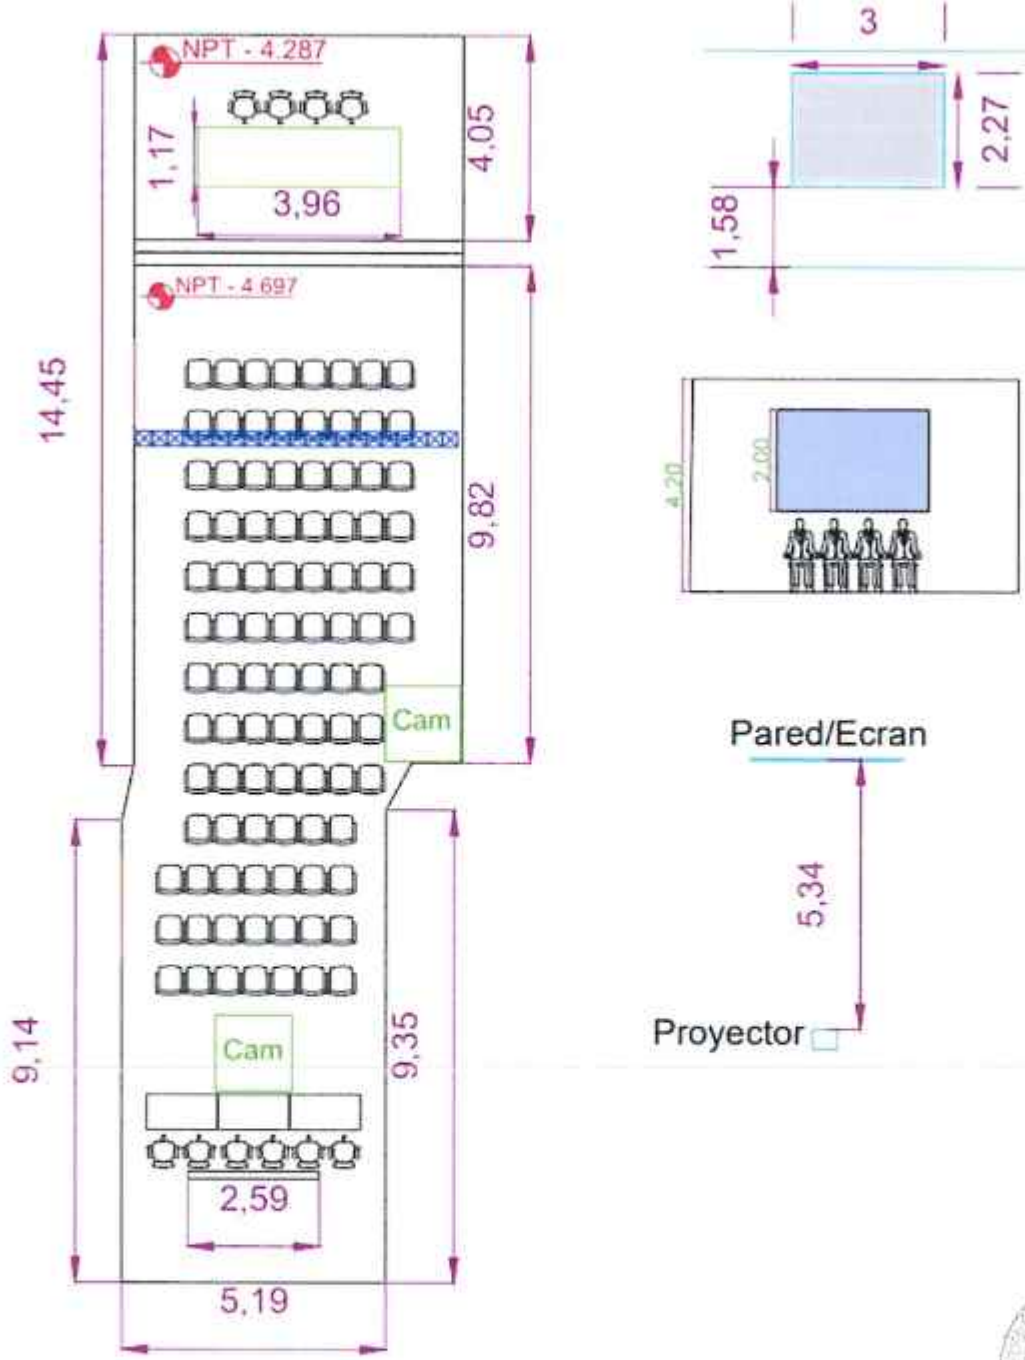 NPT - 4.287
1,17
3,96
4.05
NPT - 4.697
14,45
9,82
Cam
Cam
9,14
9,35
2,59
5,19
3
2,27
1,58
4.20
2.00
Pared/Ecran
5,34
Proyector